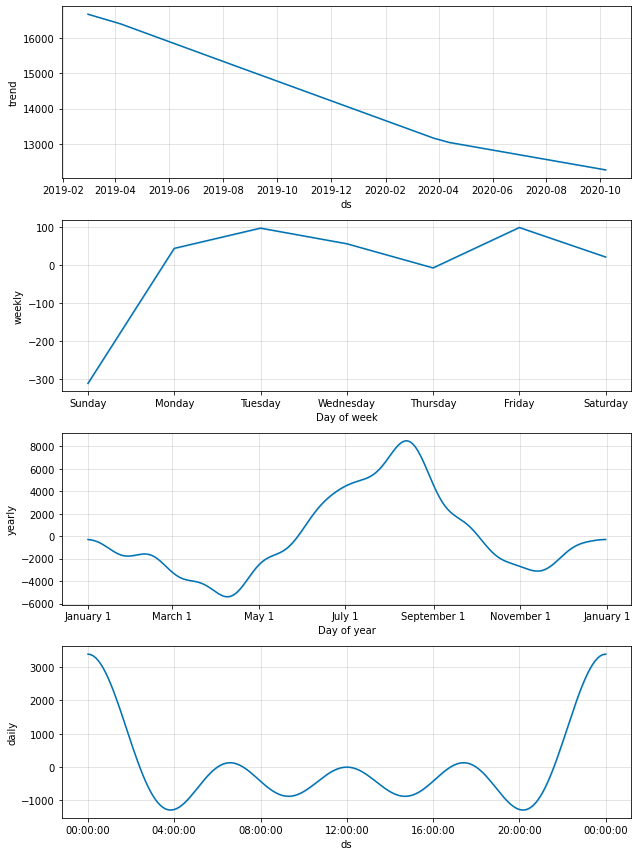 trend
16000
15000
14000
13000
2019-02 2019-04 2019-06 2019-08 2019-10 2019-12 2020-02 2020-04 2020-06 2020-08 2020-10
ds
weekly
100
0
−100
−200
−300
Sunday Monday Tuesday Wednesday Thursday Friday Saturday
Day of week
yearly
8000
6000
4000
2000
0
−2000
−4000
−6000
January 1 March 1 May 1 July 1 September 1 November 1 January 1
Day of year
daily
3000
2000
1000
0
−1000
00:00:00 04:00:00 08:00:00 12:00:00 16:00:00 20:00:00 00:00:00
ds